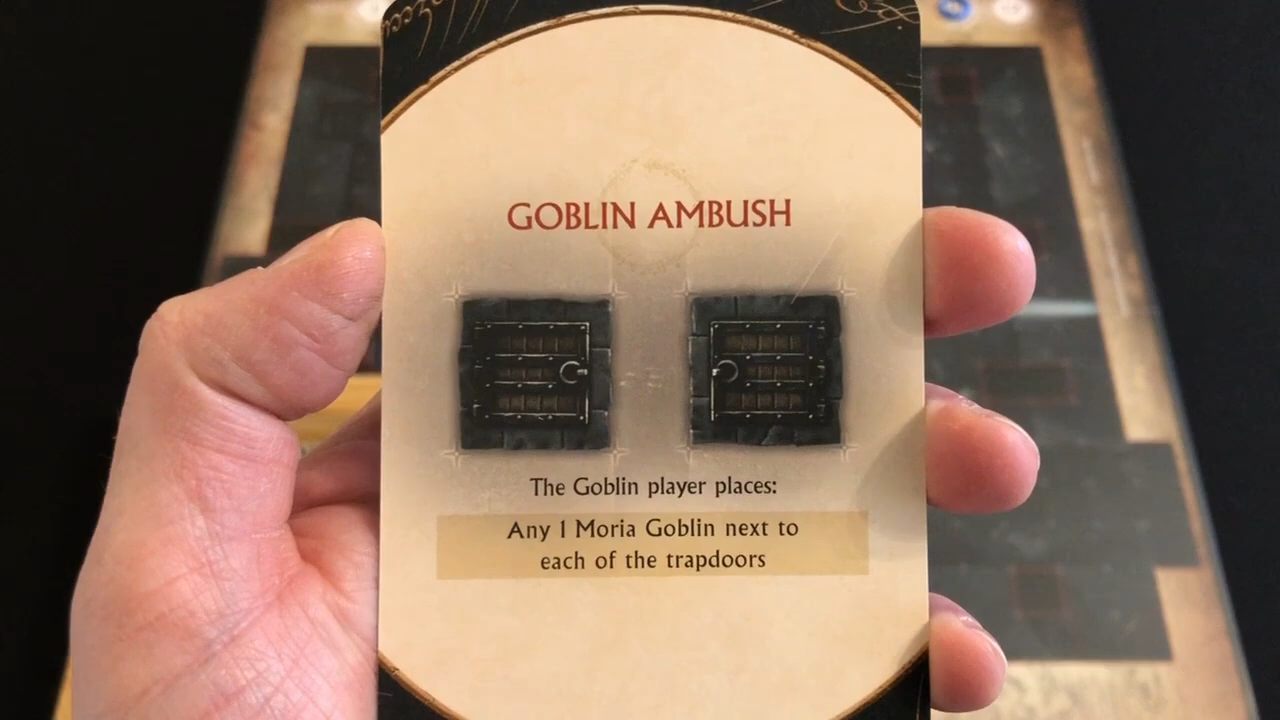 GOBLIN AMBUSH
The Goblin player places:
Any 1 Moria Goblin next to
each of the trapdoors